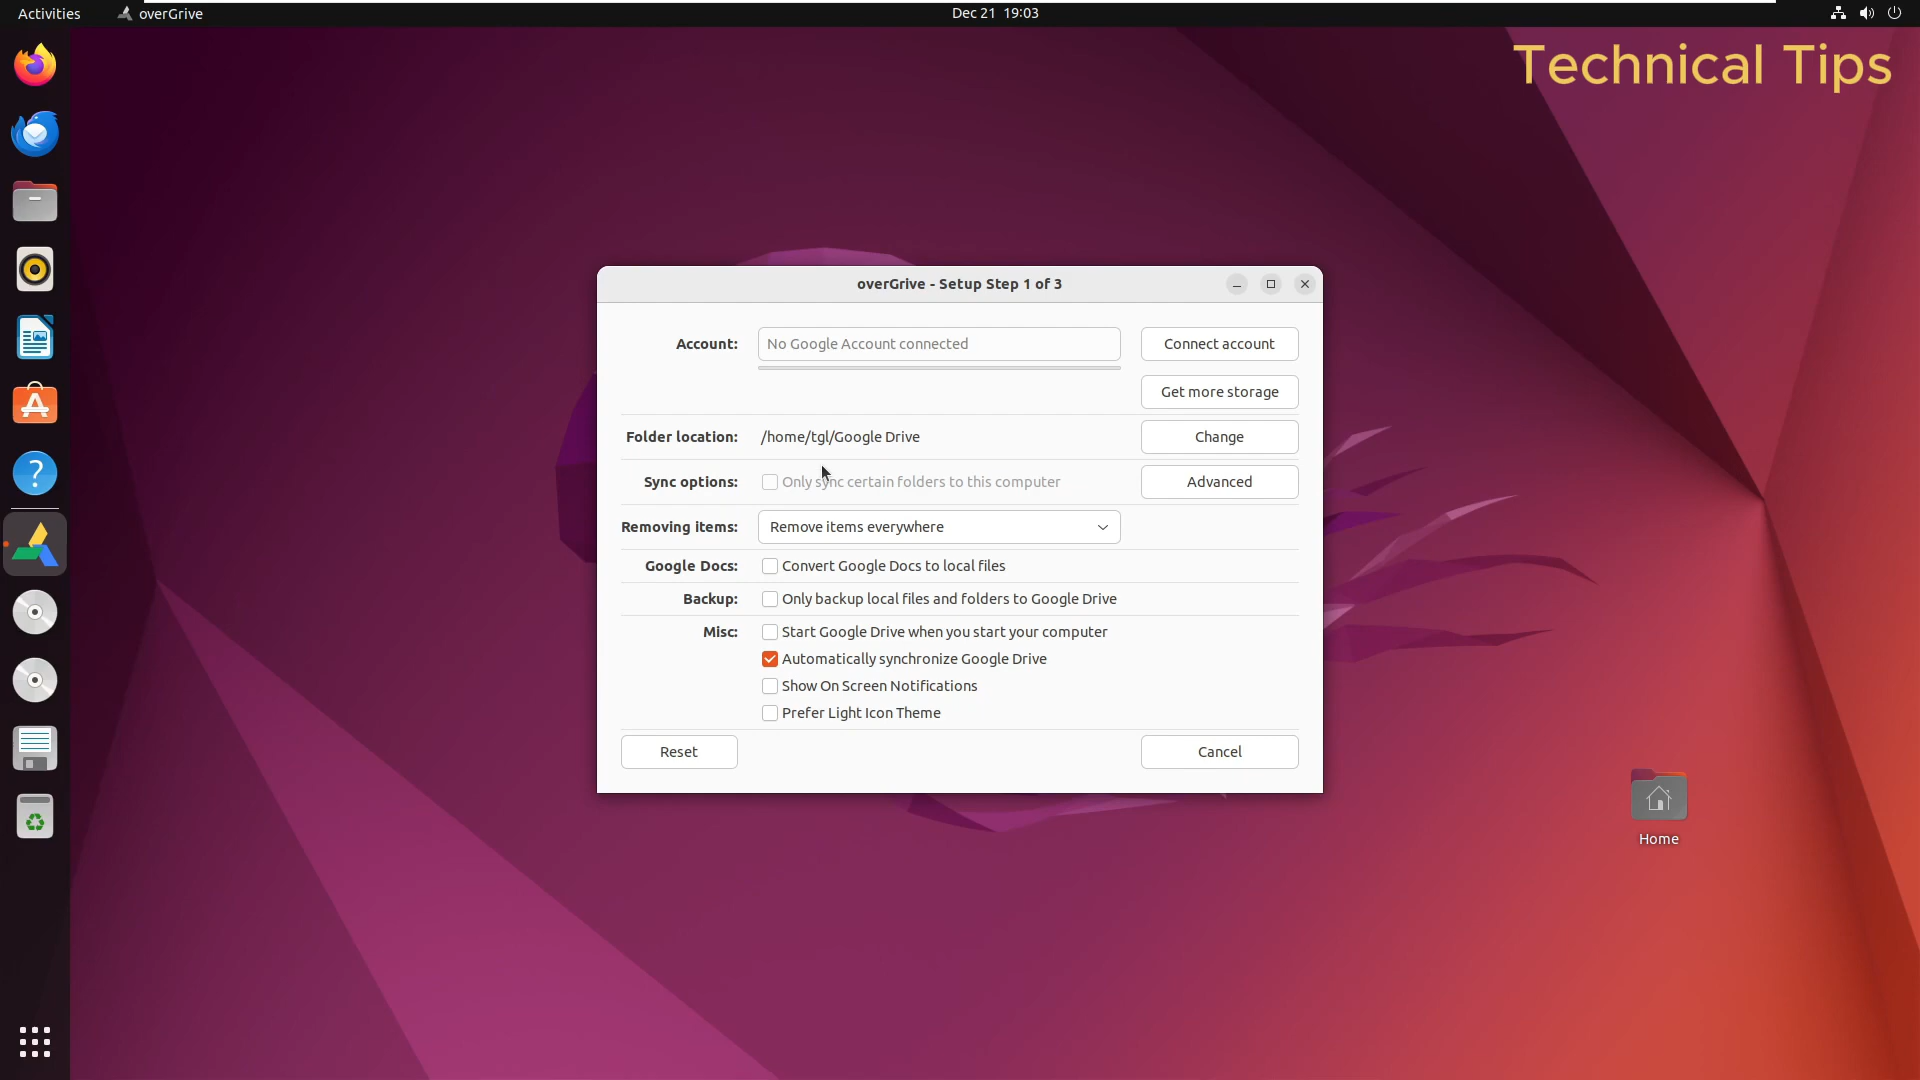 Activities
overGrive
Dec 21 19:03
Technical Tips
overGrive - Setup Step 1 of 3
Account:
No Google Account connected
Connect account
Get more storage
Folder location:
/home/tgl/Google Drive
Change
Sync options:
Only sync certain folders to this computer
Advanced
Removing items:
Remove items everywhere
Google Docs:
Convert Google Docs to local files
Backup:
Only backup local files and folders to Google Drive
Misc:
Start Google Drive when you start your computer
Automatically synchronize Google Drive
Show On Screen Notifications
Prefer Light Icon Theme
Reset
Cancel
Home